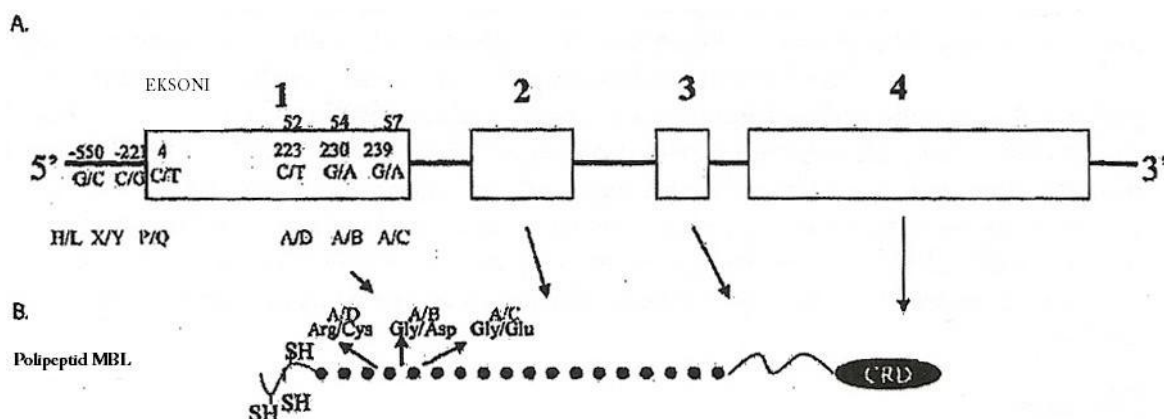 A.
EKSONI
1 2 3 4
52 54 57
5' -550 -221 4 223 230 239 3'
G/C C/G C/T C/T G/A G/A
H/L X/Y P/Q A/D A/B A/C
B.
A/D A/B A/C
Arg/Cys Gly/Asp Gly/Glu
Polipeptid MBL
SH
CRD
SH SH